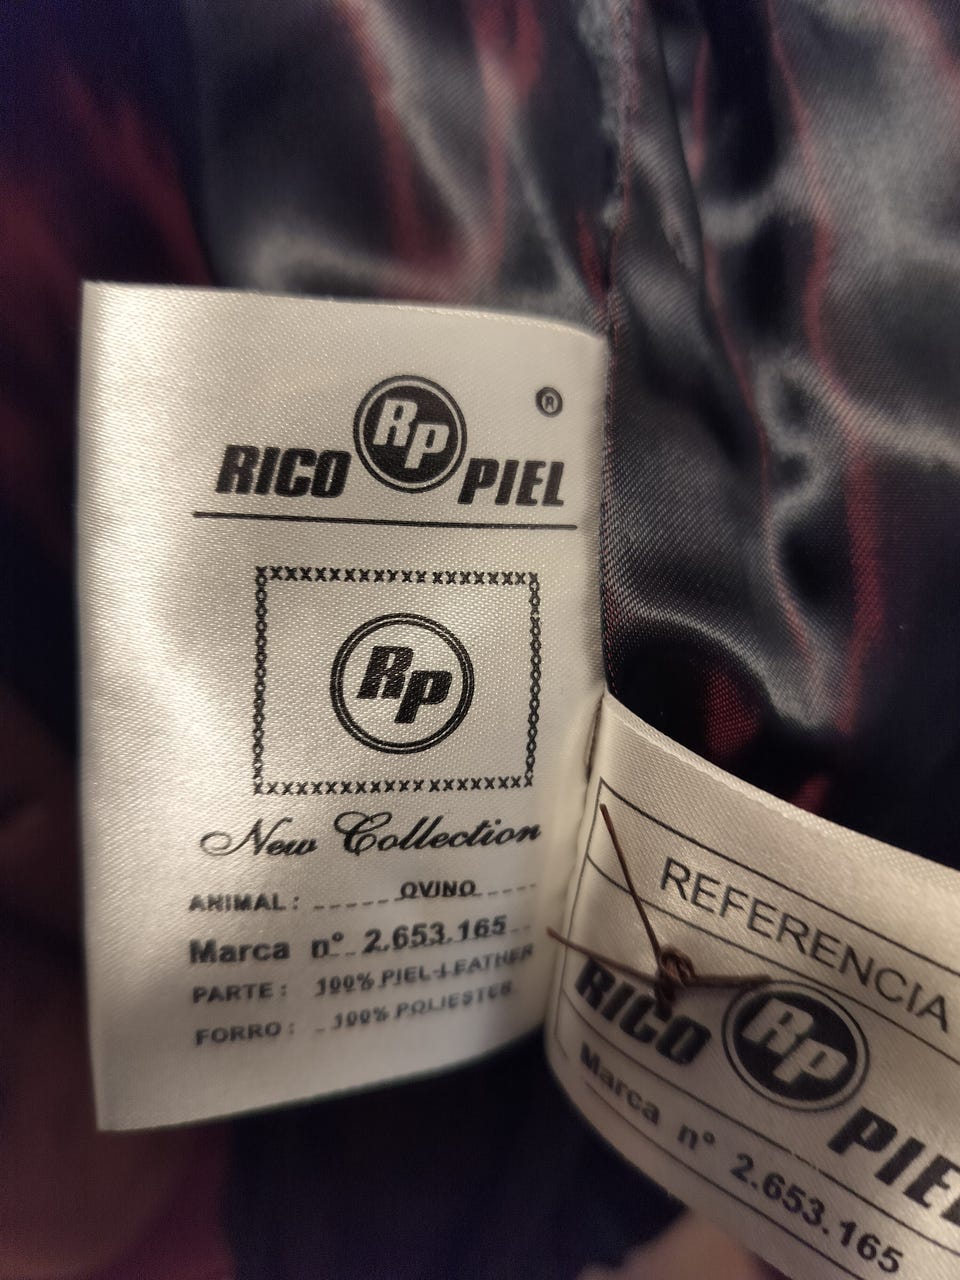 RP
®
RICO PIEL
RP
New Collection
ANIMAL: OVINO
Marca nº 2.653.165
PARTE: 100% PIEL-LEATHER
FORRO: 100% POLIESTER
REFERENCIA
RICO RP PIEL
Marca nº 2.653.165